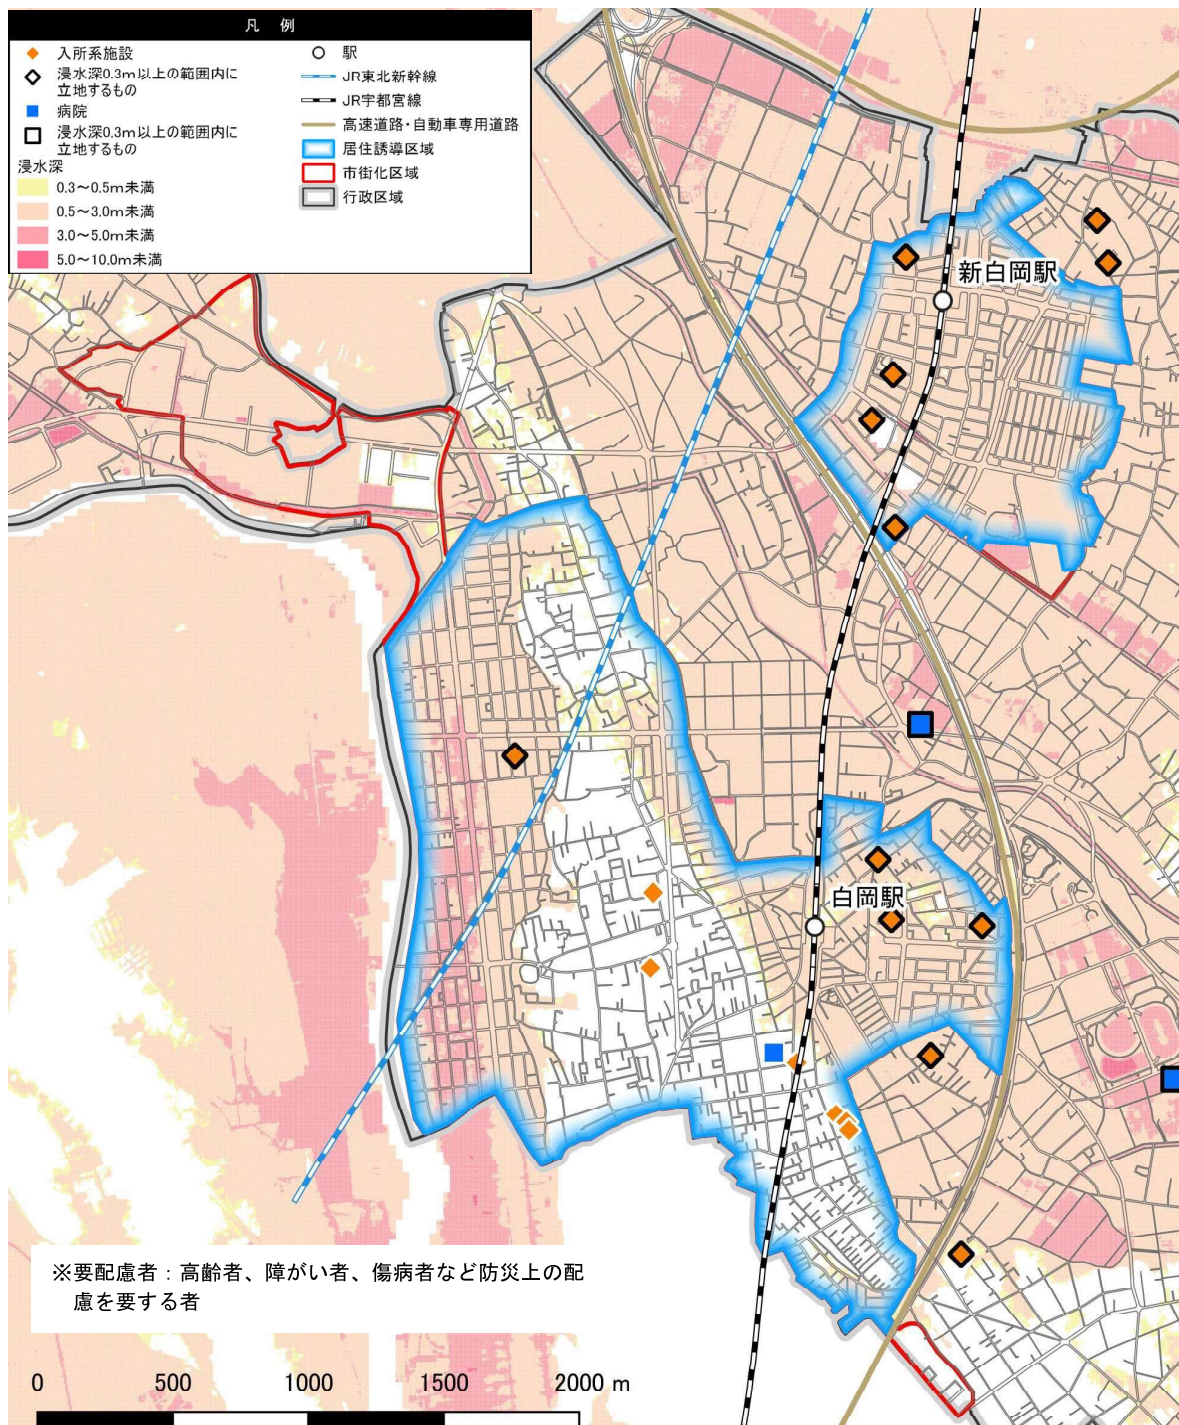 凡 例
入所系施設
浸水深0.3m以上の範囲内に
立地するもの
病院
浸水深0.3m以上の範囲内に
立地するもの
浸水深
0.3～0.5m未満
0.5～3.0m未満
3.0～5.0m未満
5.0～10.0m未満
駅
JR東北新幹線
JR宇都宮線
高速道路・自動車専用道路
居住誘導区域
市街化区域
行政区域
新白岡駅
白岡駅
※要配慮者：高齢者、障がい者、傷病者など防災上の配
慮を要する者
0 500 1000 1500 2000 m